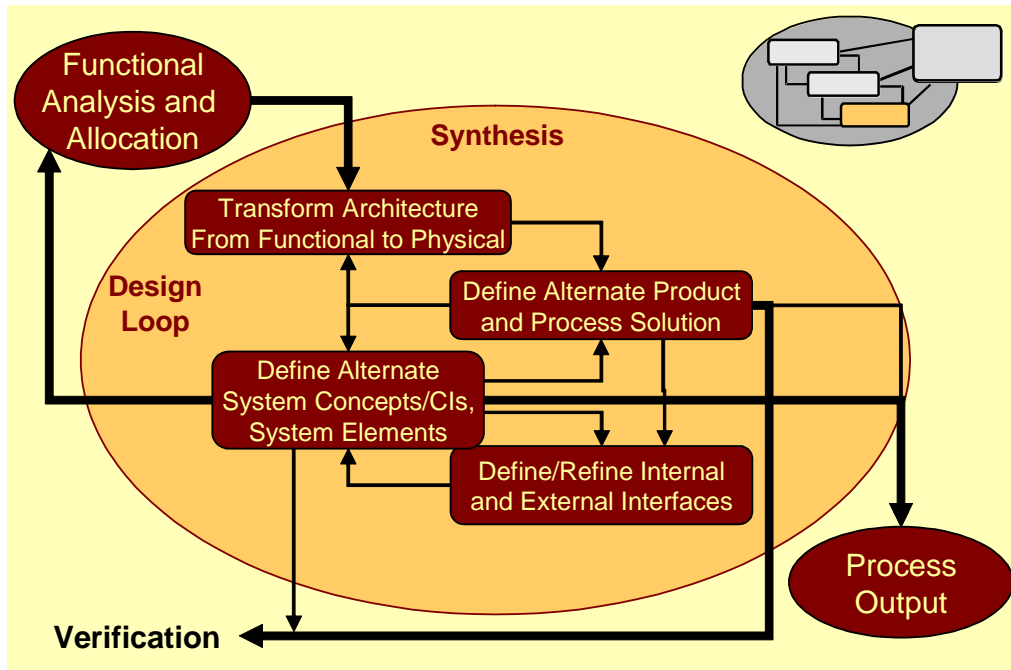 Functional
Analysis and
Allocation
Synthesis
Transform Architecture
From Functional to Physical
Design
Loop
Define Alternate Product
and Process Solution
Define Alternate
System Concepts/CIs,
System Elements
Define/Refine Internal
and External Interfaces
Process
Output
Verification